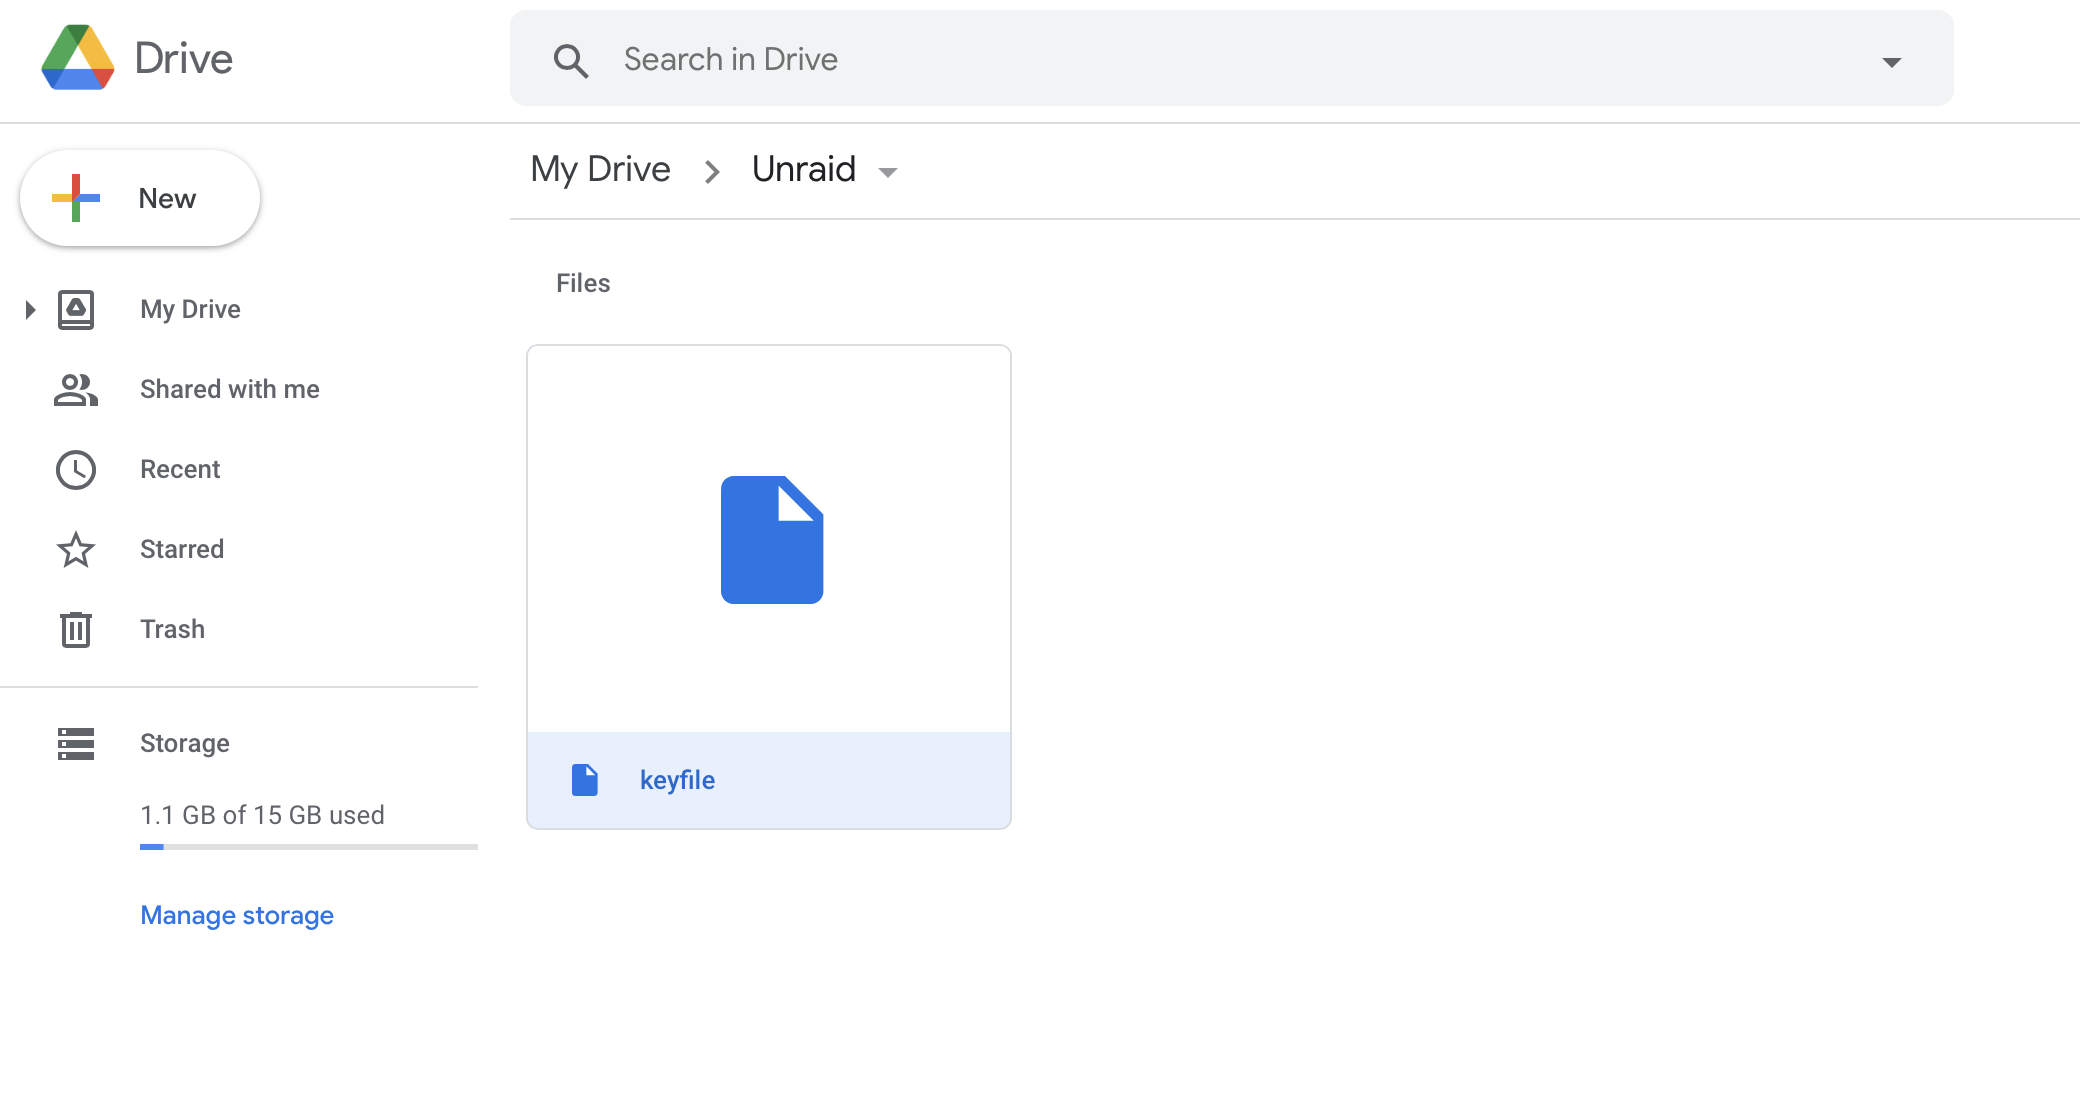 Drive
Search in Drive
New
My Drive
Shared with me
Recent
Starred
Trash
Storage
1.1 GB of 15 GB used
Manage storage
My Drive > Unraid
Files
keyfile